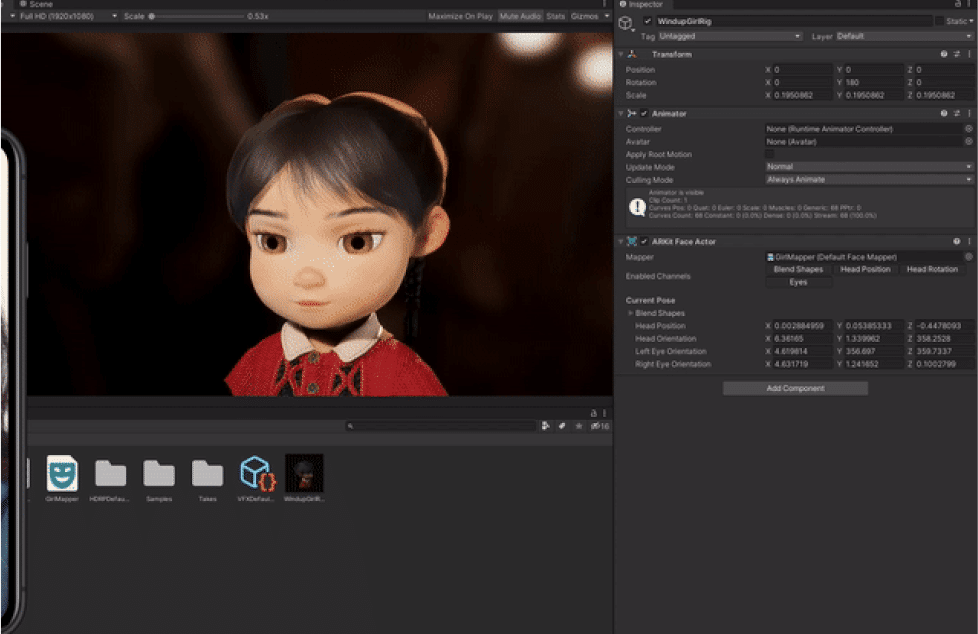 Scene
Full HD (1920x1080) Scale 0.53x Maximize On Play Mute Audio Stats Gizmos
GirlMapper HDRPDefau... Samples Takes VFXDefaul... WindupGirlR...
16
Inspector
WindupGirlRig Static
Tag Untagged Layer Default
Transform
Position X 0 Y 0 Z 0
Rotation X 0 Y 180 Z 0
Scale X 0.1950862 Y 0.1950862 Z 0.1950862
Animator
Controller None (Runtime Animator Controller)
Avatar None (Avatar)
Apply Root Motion
Update Mode Normal
Culling Mode Always Animate
Animator is visible
Clip Count: 1
Curves Pos: 0 Quat: 0 Euler: 0 Scale: 0 Muscles: 0 Generic: 68 PPtr: 0
Curves Count: 68 Constant: 0 (0.0%) Dense: 0 (0.0%) Stream: 68 (100.0%)
ARKit Face Actor
Mapper GirlMapper (Default Face Mapper)
Enabled Channels Blend Shapes Head Position Head Rotation
Eyes
Current Pose
Blend Shapes
Head Position X 0.002884959 Y 0.05385333 Z -0.4478093
Head Orientation X 6.36165 Y 1.339962 Z 358.2528
Left Eye Orientation X 4.619814 Y 356.697 Z 359.7337
Right Eye Orientation X 4.631719 Y 1.241652 Z 0.1002799
Add Component